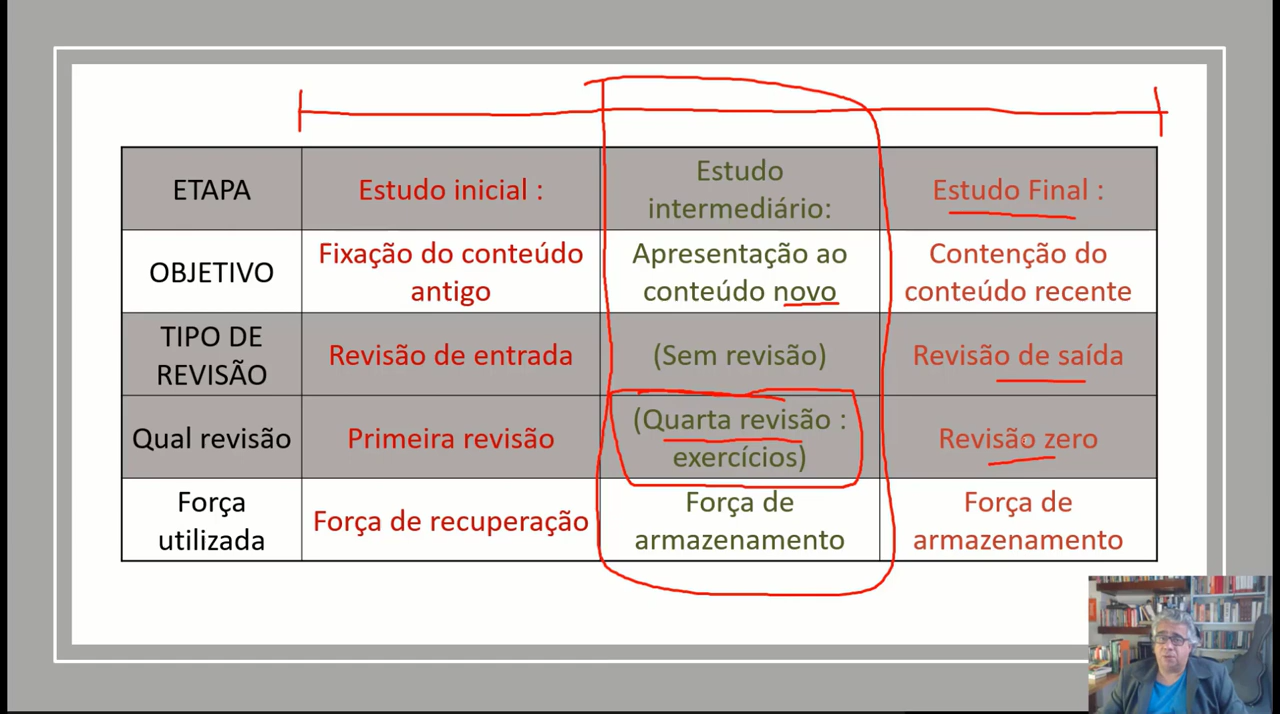 ETAPA
Estudo inicial :
Estudo
intermediário:
Estudo Final :
OBJETIVO
Fixação do conteúdo
antigo
Apresentação ao
conteúdo novo
Contenção do
conteúdo recente
TIPO DE
REVISÃO
Revisão de entrada
(Sem revisão)
Revisão de saída
Qual revisão
Primeira revisão
(Quarta revisão :
exercícios)
Revisão zero
Força
utilizada
Força de recuperação
Força de
armazenamento
Força de
armazenamento